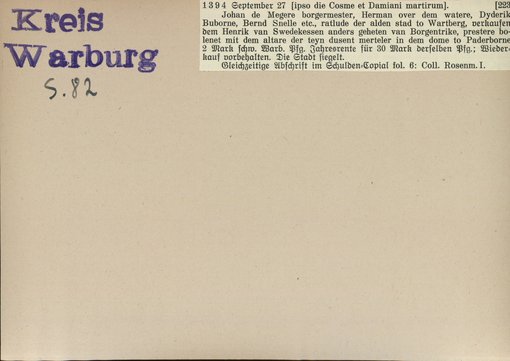 Kreis
Warburg
S. 82
1394 September 27 [ipso die Cosme et Damiani martirum]. [223
Johan de Megere borgermester, Herman over dem watere, Dyderik
Buborne, Bernd Snelle etc., ratlude der alden stad to Wartberg, verkaufen
dem Henrik van Swedekessen anders geheten van Borgentrike, prestere bo-
lenet mit dem altare der teyn dusent merteler in dem dome to Paderborne
2 Mark schw. Warb. Pfg. Jahresrente für 30 Mark derselben Pfg.; Wieder-
kauf vorbehalten. Die Stadt siegelt.
Gleichzeitige Abschrift im Schulden-Copial fol. 6: Coll. Rosenm. I.